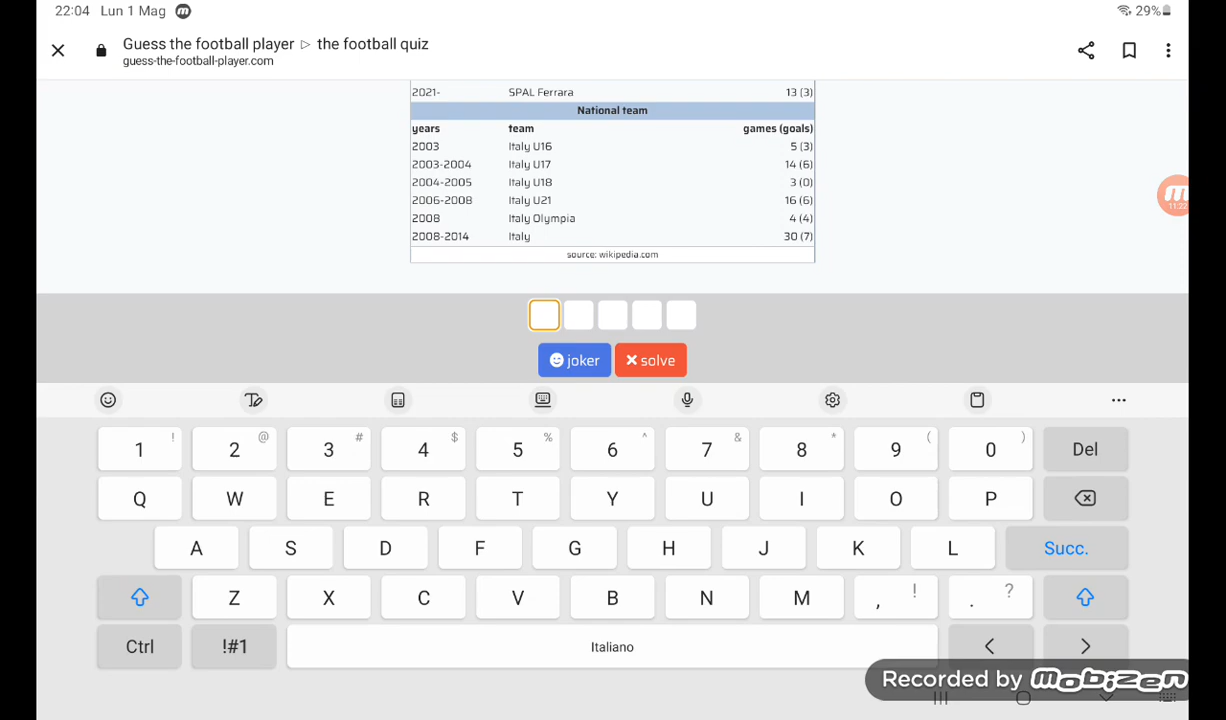 22:04 Lun 1 Mag m 29%
Guess the football player ▷ the football quiz
guess-the-football-player.com
2021- SPAL Ferrara 13 (3)
National team
years team games (goals)
2003 Italy U16 5 (3)
2003-2004 Italy U17 14 (6)
2004-2005 Italy U18 3 (0)
2006-2008 Italy U21 16 (6)
2008 Italy Olympia 4 (4)
2008-2014 Italy 30 (7)
source: wikipedia.com
m
11:22
joker solve
1 ! 2 @ 3 # 4 $ 5 % 6 ^ 7 & 8 * 9 ( 0 ) Del
Q W E R T Y U I O P
A S D F G H J K L Succ.
Z X C V B N M , ! . ?
Ctrl !#1 Italiano < >
Recorded by mobizen